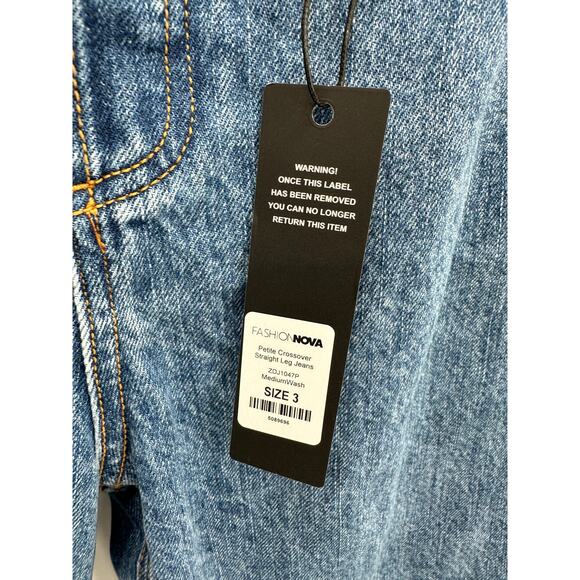 WARNING!
ONCE THIS LABEL
HAS BEEN REMOVED
YOU CAN NO LONGER
RETURN THIS ITEM
FASHIONNOVA
Petite Crossover
Straight Leg Jeans
ZDJ1047P
MediumWash
SIZE 3
5089696